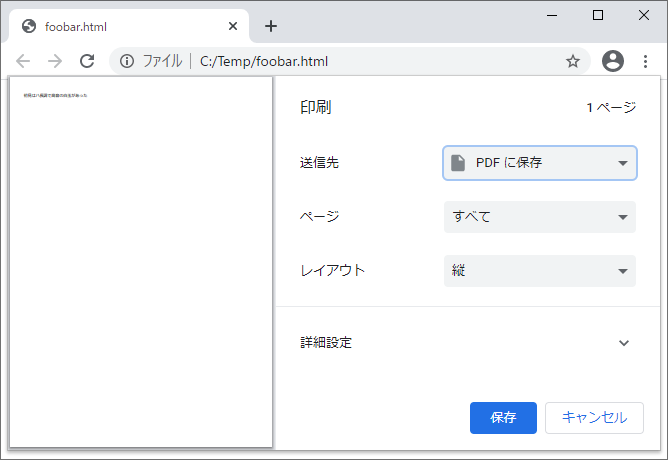 foobar.html
ファイル | C:/Temp/foobar.html
印刷 1 ページ
送信先 PDF に保存
ページ すべて
レイアウト 縦
詳細設定
保存 キャンセル